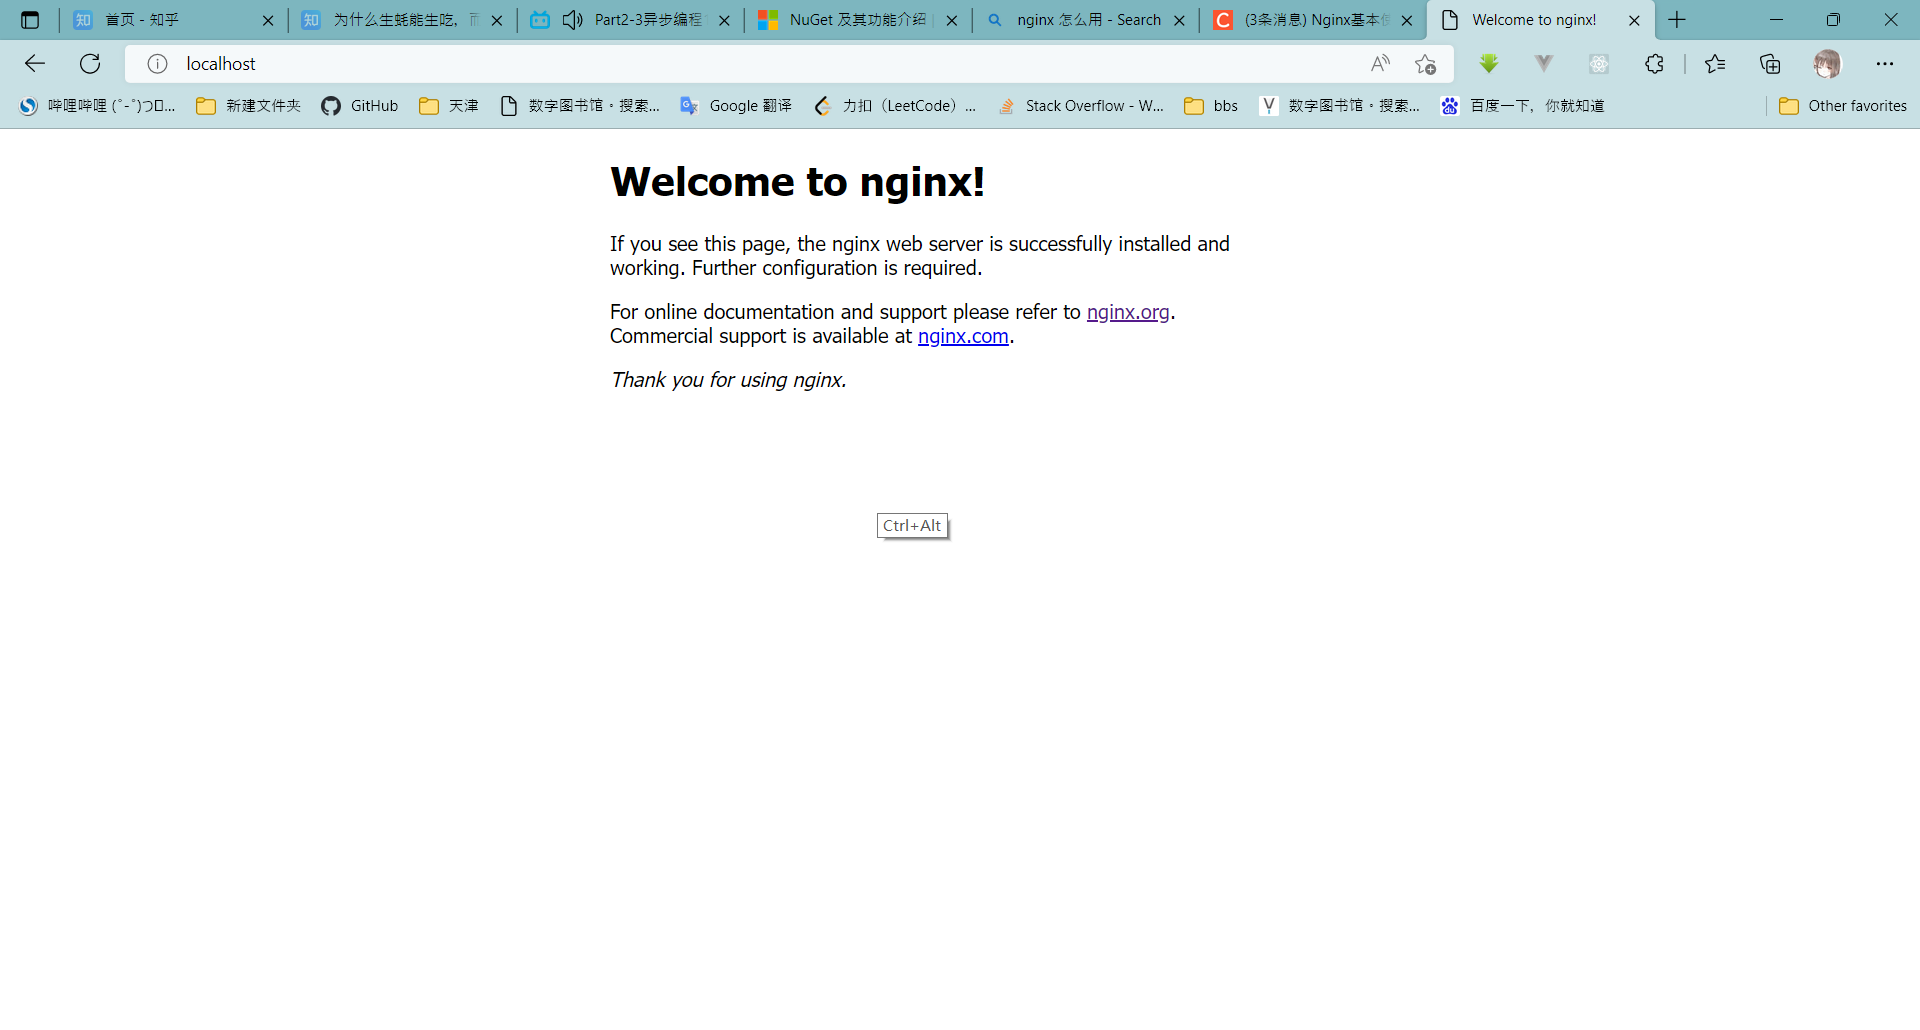 知 首页 - 知乎
知 为什么生蚝能生吃，而
Part2-3异步编程
NuGet 及其功能介绍
nginx 怎么用 - Search
C (3条消息) Nginx基本使
Welcome to nginx!
localhost
哔哩哔哩 (゜-゜)つロ...
新建文件夹
GitHub
天津
数字图书馆。搜索...
Google 翻译
力扣（LeetCode）...
Stack Overflow - W...
bbs
数字图书馆。搜索...
百度一下，你就知道
Other favorites
Welcome to nginx!
If you see this page, the nginx web server is successfully installed and
working. Further configuration is required.
For online documentation and support please refer to nginx.org.
Commercial support is available at nginx.com.
Thank you for using nginx.
Ctrl+Alt